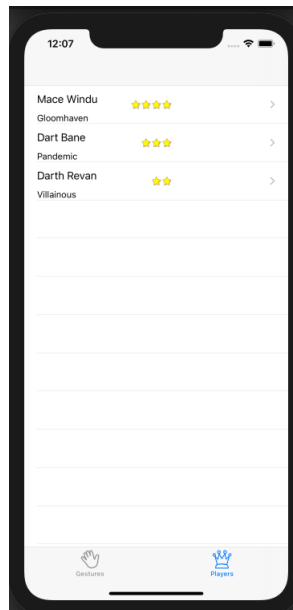 12:07
Mace Windu
Gloomhaven
Dart Bane
Pandemic
Darth Revan
Villainous
Gestures
Players